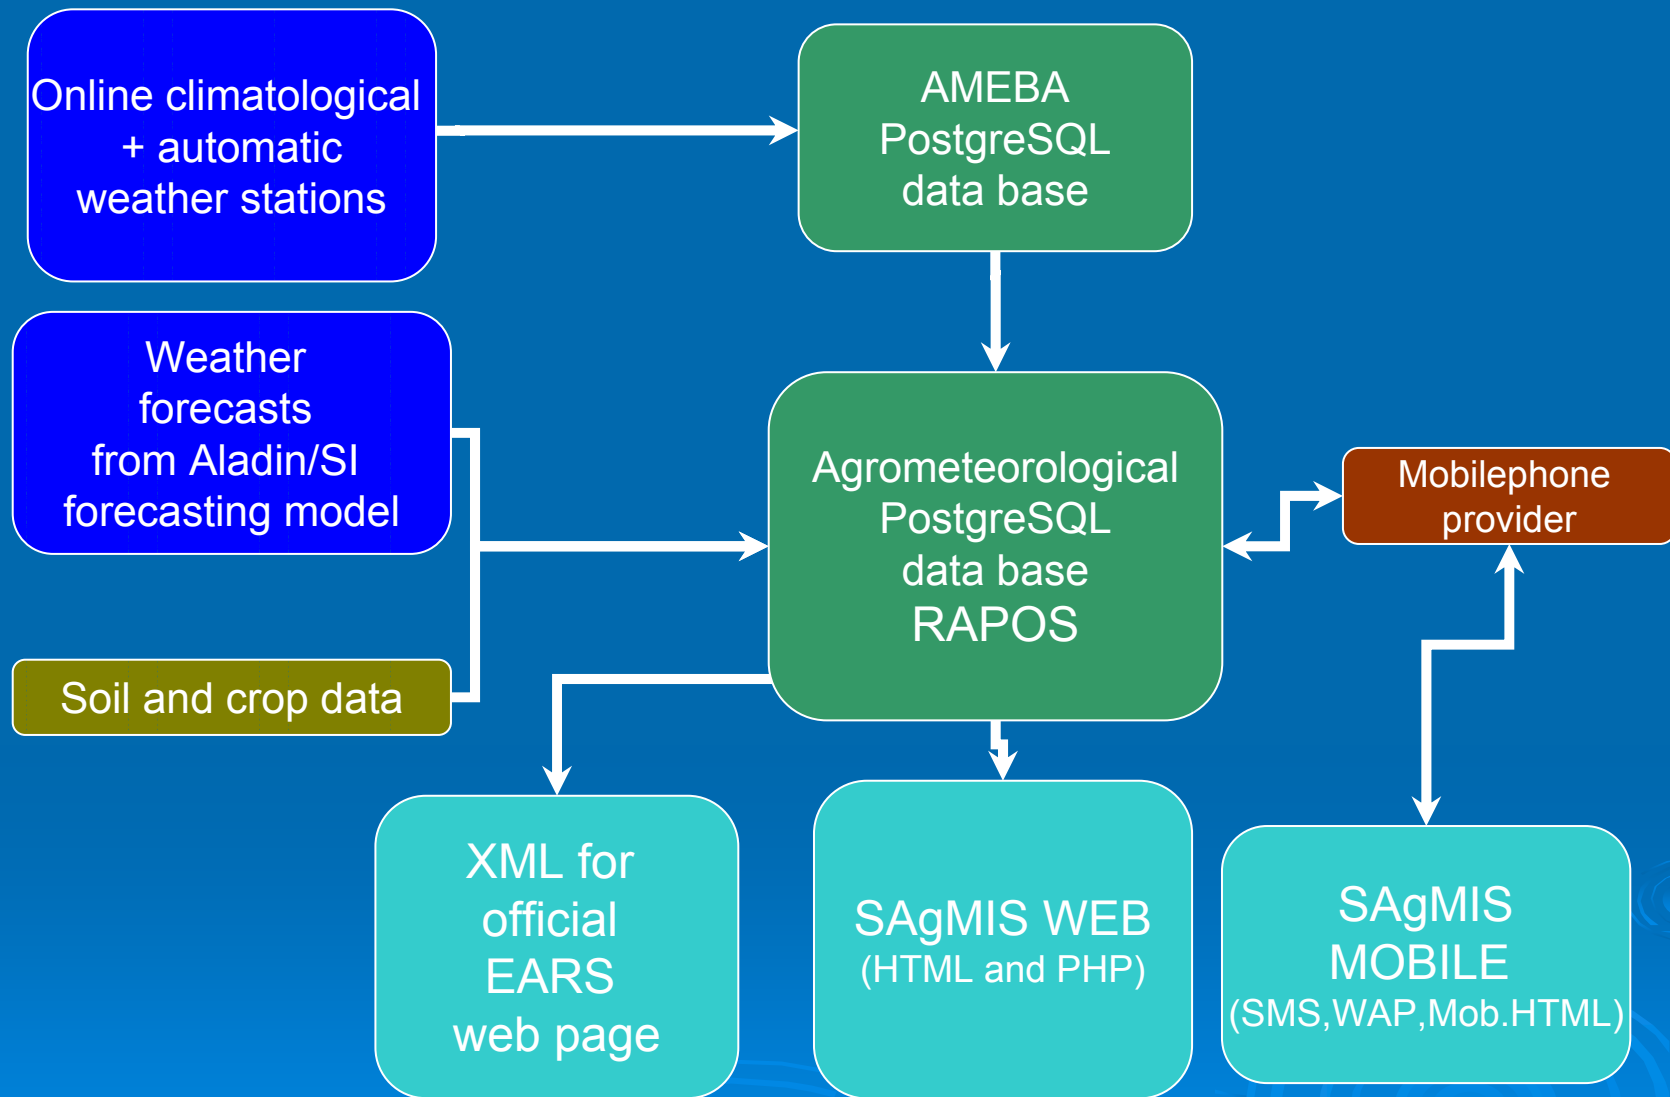 Online climatological
+ automatic
weather stations
AMEBA
PostgreSQL
data base
Weather
forecasts
from Aladin/SI
forecasting model
Agrometeorological
PostgreSQL
data base
RAPOS
Mobilephone
provider
Soil and crop data
XML for
official
EARS
web page
SAgMIS WEB
(HTML and PHP)
SAgMIS
MOBILE
(SMS,WAP,Mob.HTML)